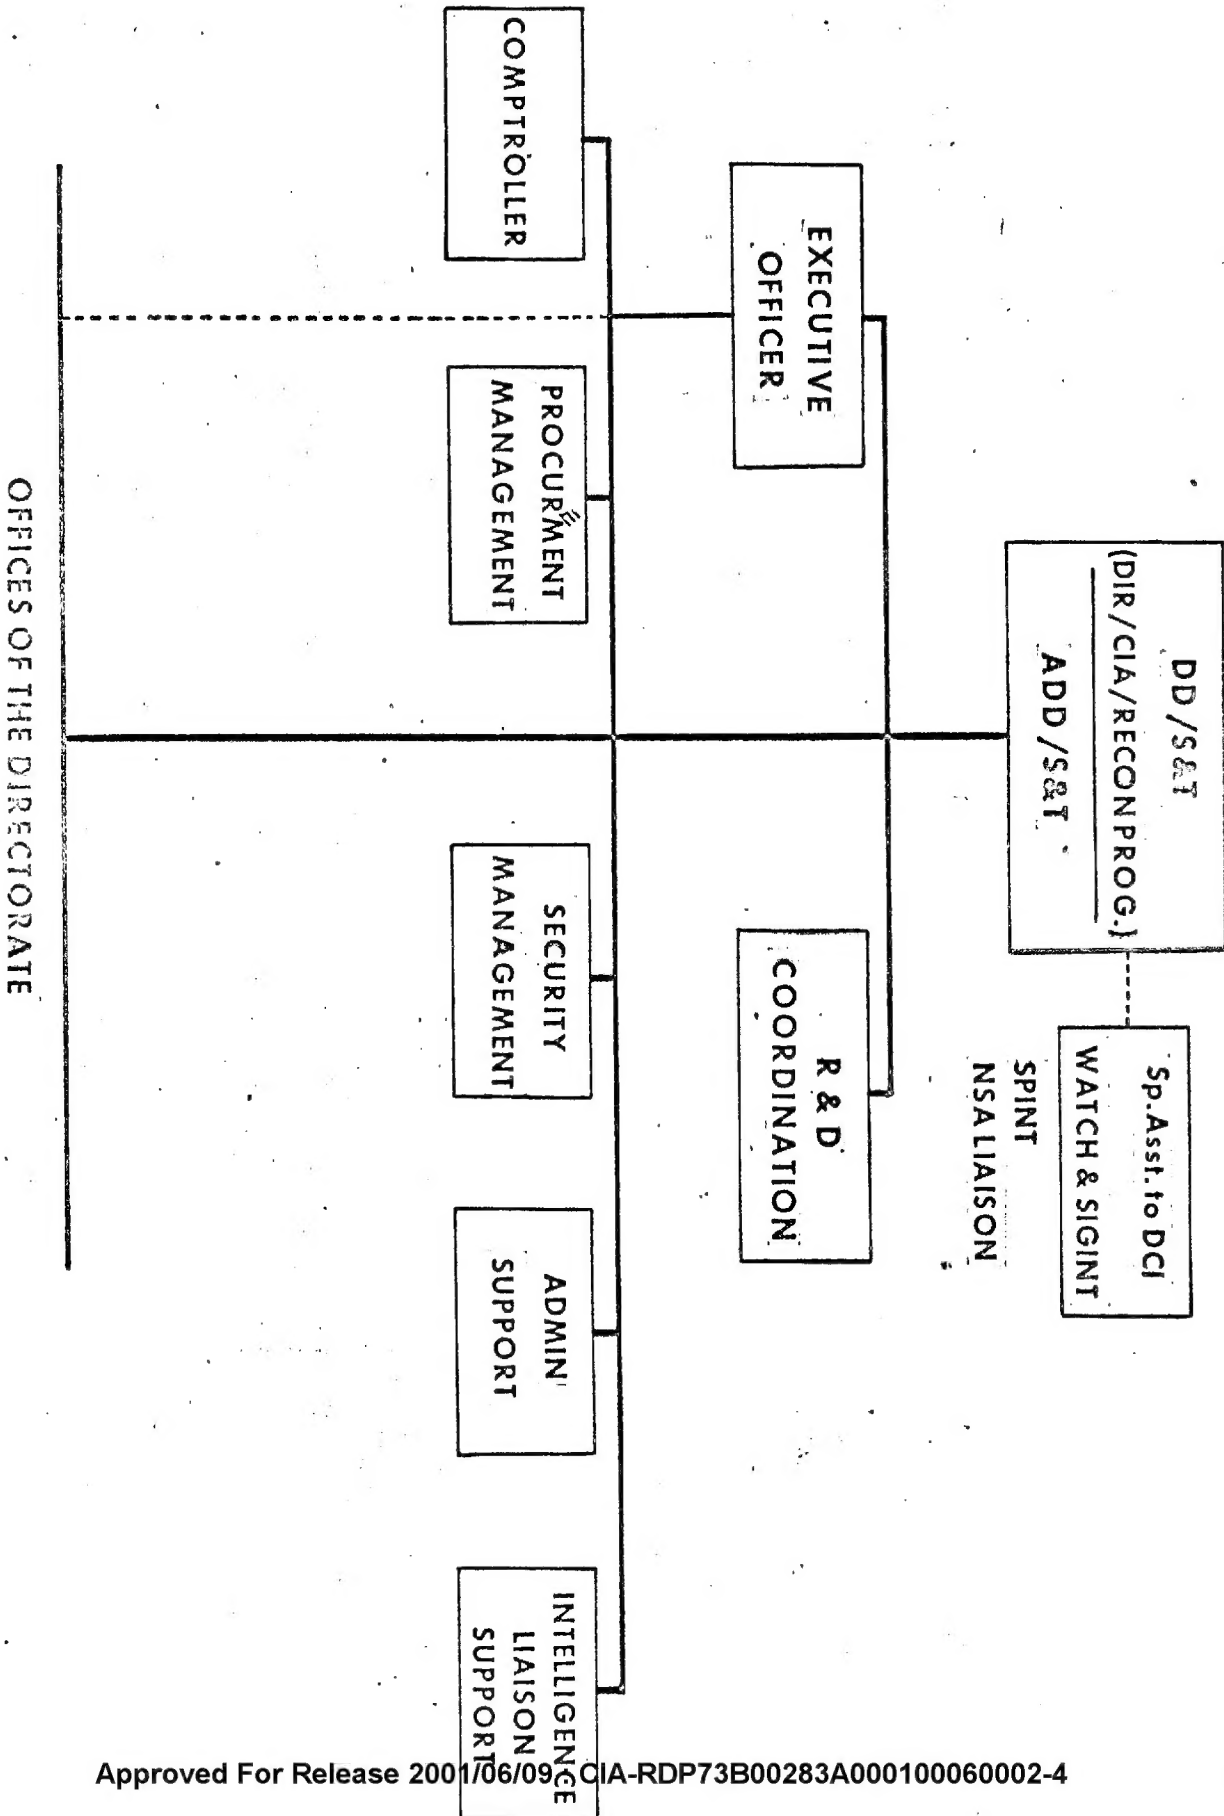 DD/S&T
(DIR/CIA/RECONPROG.)
ADD/S&T
Sp.Asst.to DCI
WATCH & SIGINT
SPINT
NSA LIAISON
EXECUTIVE
OFFICER
R & D
COORDINATION
COMPTROLLER
PROCUREMENT
MANAGEMENT
SECURITY
MANAGEMENT
ADMIN'
SUPPORT
INTELLIGENCE
LIAISON
SUPPORT
OFFICES OF THE DIRECTORATE
Approved For Release 2001/06/09 : CIA-RDP73B00283A000100060002-4